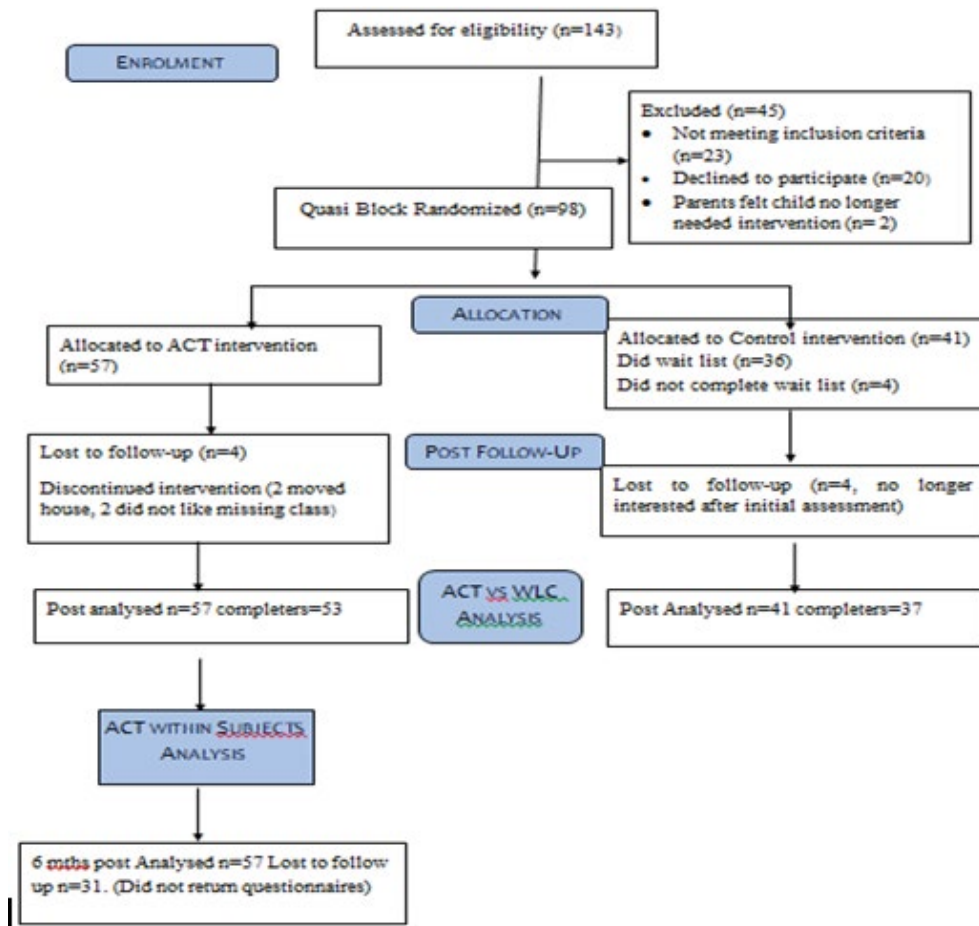 Assessed for eligibility (n=143)
ENROLMENT
Excluded (n=45)
• Not meeting inclusion criteria
(n=23)
• Declined to participate (n=20)
• Parents felt child no longer
needed intervention (n= 2)
Quasi Block Randomized (n=98)
ALLOCATION
Allocated to ACT intervention
(n=57)
Allocated to Control intervention (n=41)
Did wait list (n=36)
Did not complete wait list (n=4)
Lost to follow-up (n=4)
Discontinued intervention (2 moved
house, 2 did not like missing class)
POST FOLLOW-UP
Lost to follow-up (n=4, no longer
interested after initial assessment)
Post analysed n=57 completers=53
ACT VS WLC
ANALYSIS
Post Analysed n=41 completers=37
ACT WITHIN SUBJECTS
ANALYSIS
6 mths post Analysed n=57 Lost to follow
up n=31. (Did not return questionnaires)